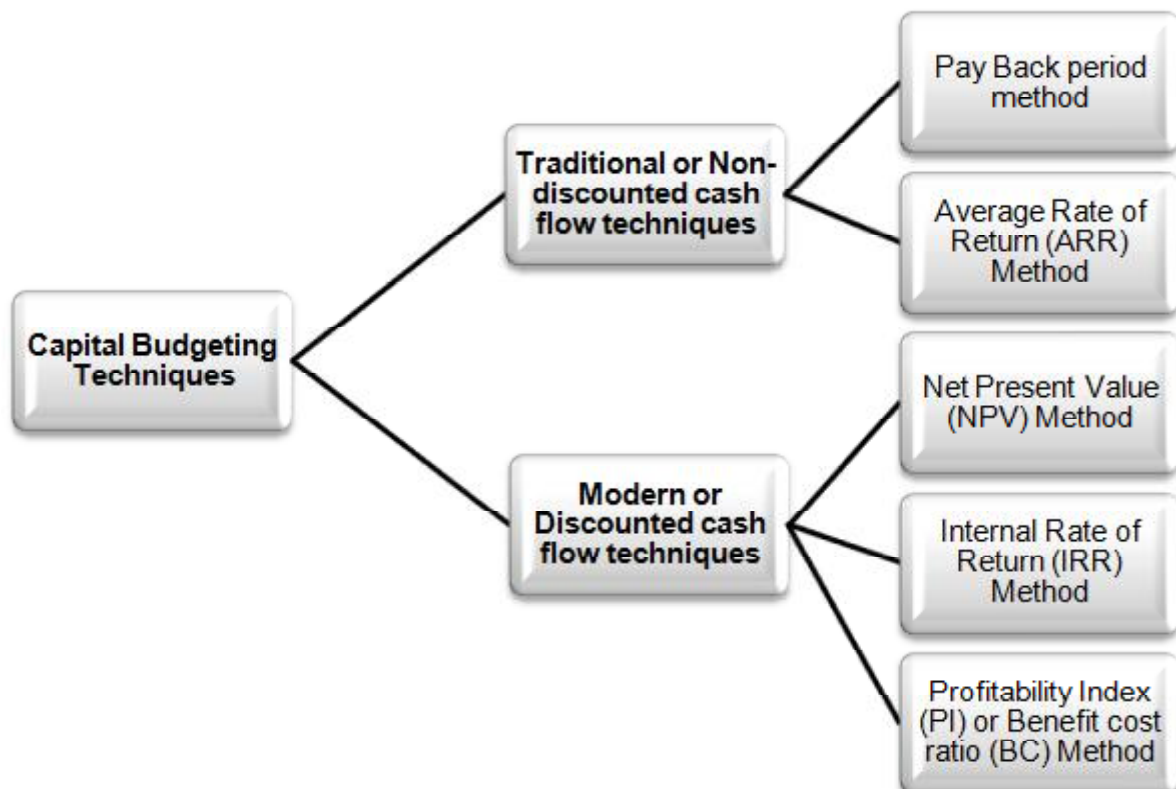 Capital Budgeting
Techniques
Traditional or Non-
discounted cash
flow techniques
Pay Back period
method
Average Rate of
Return (ARR)
Method
Modern or
Discounted cash
flow techniques
Net Present Value
(NPV) Method
Internal Rate of
Return (IRR)
Method
Profitability Index
(PI) or Benefit cost
ratio (BC) Method